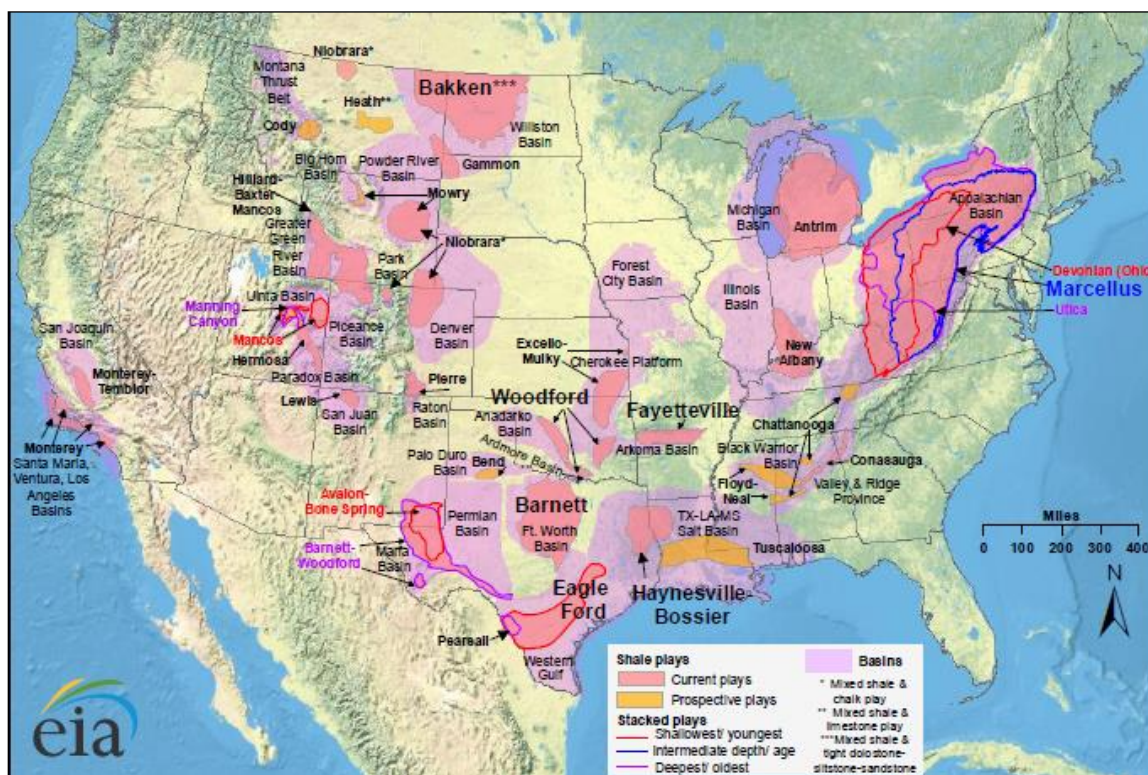 Niobrara*
Montana
Thrust
Belt
Bakken***
Heath**
Cody
Williston
Basin
Big Horn
Basin
Powder River
Basin
Gammon
Hilliard-
Baxter-
Mancos
Mowry
Greater
Green
River
Basin
Niobrara*
Park
Basin
Michigan
Basin
Antrim
Appalachian
Basin
Devonian (Ohio
Marcellus
Utica
Forest
City Basin
Illinois
Basin
Uinta Basin
Manning
Canyon
Mancos
Piceance
Basin
Denver
Basin
San Joaquin
Basin
Hermosa
Excello-
Mulky
Cherokee Platform
New
Albany
Monterey-
Temblor
Paradox Basin
Pierre
Lewis
San Juan
Basin
Raton
Basin
Woodford
Anadarko
Basin
Fayetteville
Chattanooga
Monterey
Santa Maria,
Ventura, Los
Angeles
Basins
Palo Duro
Basin
Bend
Ardmore Basin
Arkoma Basin
Black Warrior
Basin
Conasauga
Floyd-
Neal
Valley & Ridge
Province
Avalon-
Bone Spring
Permian
Basin
Barnett
Ft. Worth
Basin
TX-LA-MS
Salt Basin
Tuscaloosa
Barnett-
Woodford
Marfa
Basin
Eagle
Ford
Haynesville-
Bossier
Pearsall
Western
Gulf
Miles
0 100 200 300 400
N
Shale plays
Current plays
Prospective plays
Stacked plays
Shallowest/ youngest
Intermediate depth/ age
Deepest/ oldest
Basins
* Mixed shale &
chalk play
** Mixed shale &
limestone play
***Mixed shale &
tight dolostone-
siltstone-sandstone
eia